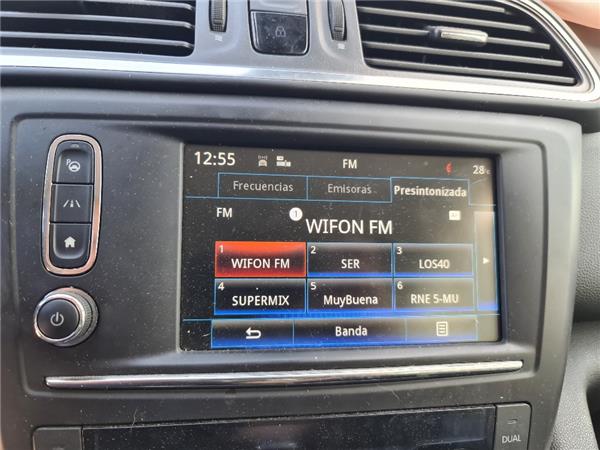 12:55 FM 28°C
Frecuencias Emisoras Presintonizada
FM 1 WIFON FM
1 WIFON FM 2 SER 3 LOS40
4 SUPERMIX 5 MuyBuena 6 RNE 5-MU
Banda
DUAL